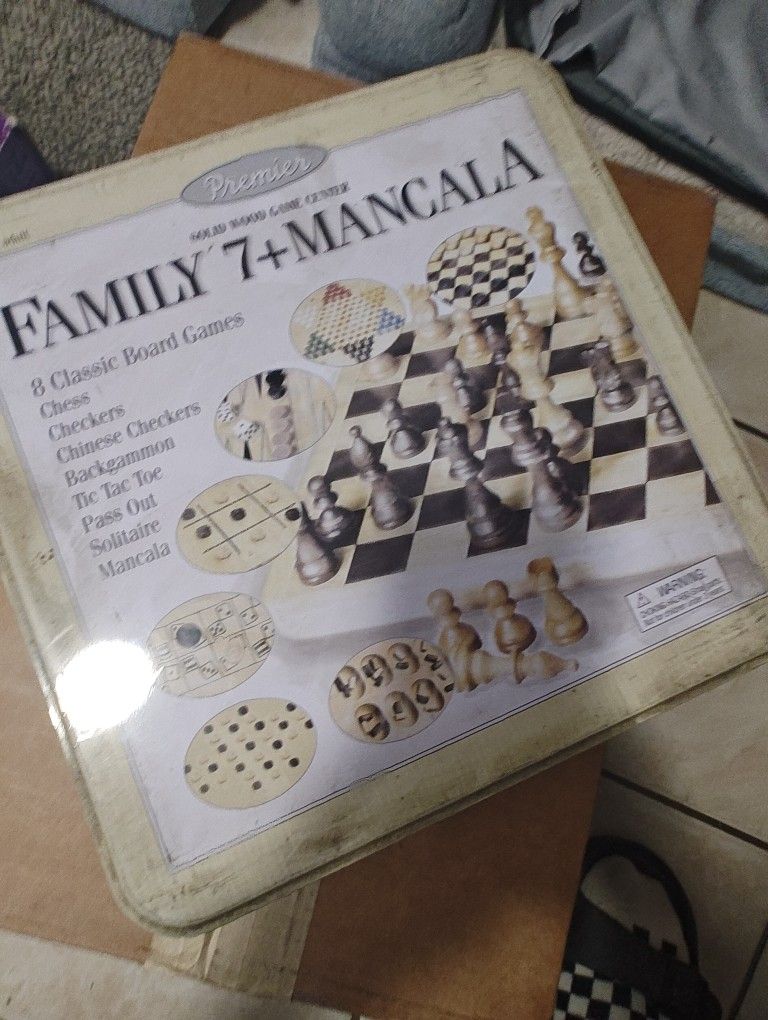 Premier
SOLID WOOD GAME CENTER
FAMILY 7+MANCALA
8 Classic Board Games
Chess
Checkers
Chinese Checkers
Backgammon
Tic Tac Toe
Pass Out
Solitaire
Mancala
WARNING: